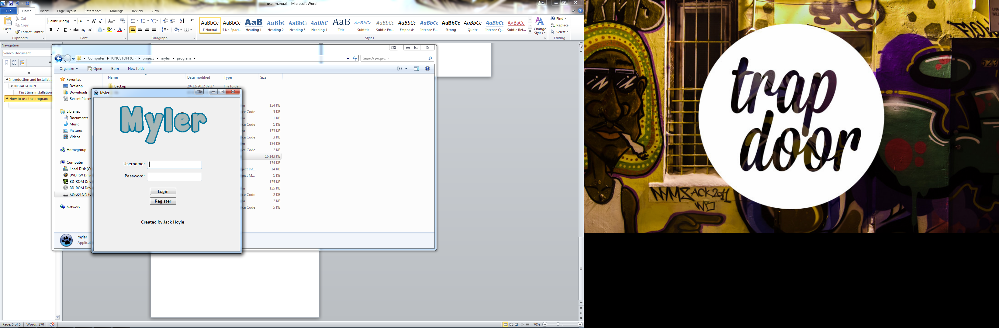 user manual - Microsoft Word
File Home Insert Page Layout References Mailings Review View
Paste
Cut
Copy
Format Painter
Clipboard
Calibri (Body) 14
Font
Paragraph
AaBbCc AaBbCc AaB AaBbC AaBbCc AaBbCc AaB AaBbCc. AaBbCc AaBbCc AaBbCc AaBbCc AaBbCc AaBbCc AaBbCcI
¶ Normal ¶ No Spaci... Heading 1 Heading 2 Heading 3 Heading 4 Title Subtitle Subtle Em... Emphasis Intense E... Strong Quote Intense Q... Subtle Ref...
Styles
Change Styles
Find
Replace
Select
Editing
Navigation
Search Document
Introduction and installat...
INSTALLATION
First time installation
How to use the program
Computer KINGSTON (G:) project myler program
Search program
Organize Open Burn New folder
Name Date modified Type Size
backup 20/12/2012 09:37 File folder
Favorites
Desktop
Downloads
Recent Places
Libraries
Documents
Music
Pictures
Videos
Homegroup
Computer
Local Disk (C:
DVD RW Drive
BD-ROM Driv
BD-ROM Driv
KINGSTON (G
Network
m 134 KB
ce Code 5 KB
m 1 KB
ce Code 1 KB
m 133 KB
ce Code 3 KB
m 134 KB
ce Code 2 KB
16,143 KB
m 134 KB
ject Inf... 14 KB
ject M... 1 KB
m 135 KB
m 135 KB
ce Code 2 KB
m 2 KB
ce Code 5 KB
myler
Applicat
Myler
Myler
Username:
Password:
Login
Register
Created by Jack Hoyle
Page: 5 of 5 Words: 270
70%
trap
door
NYMZACK 2011
WB